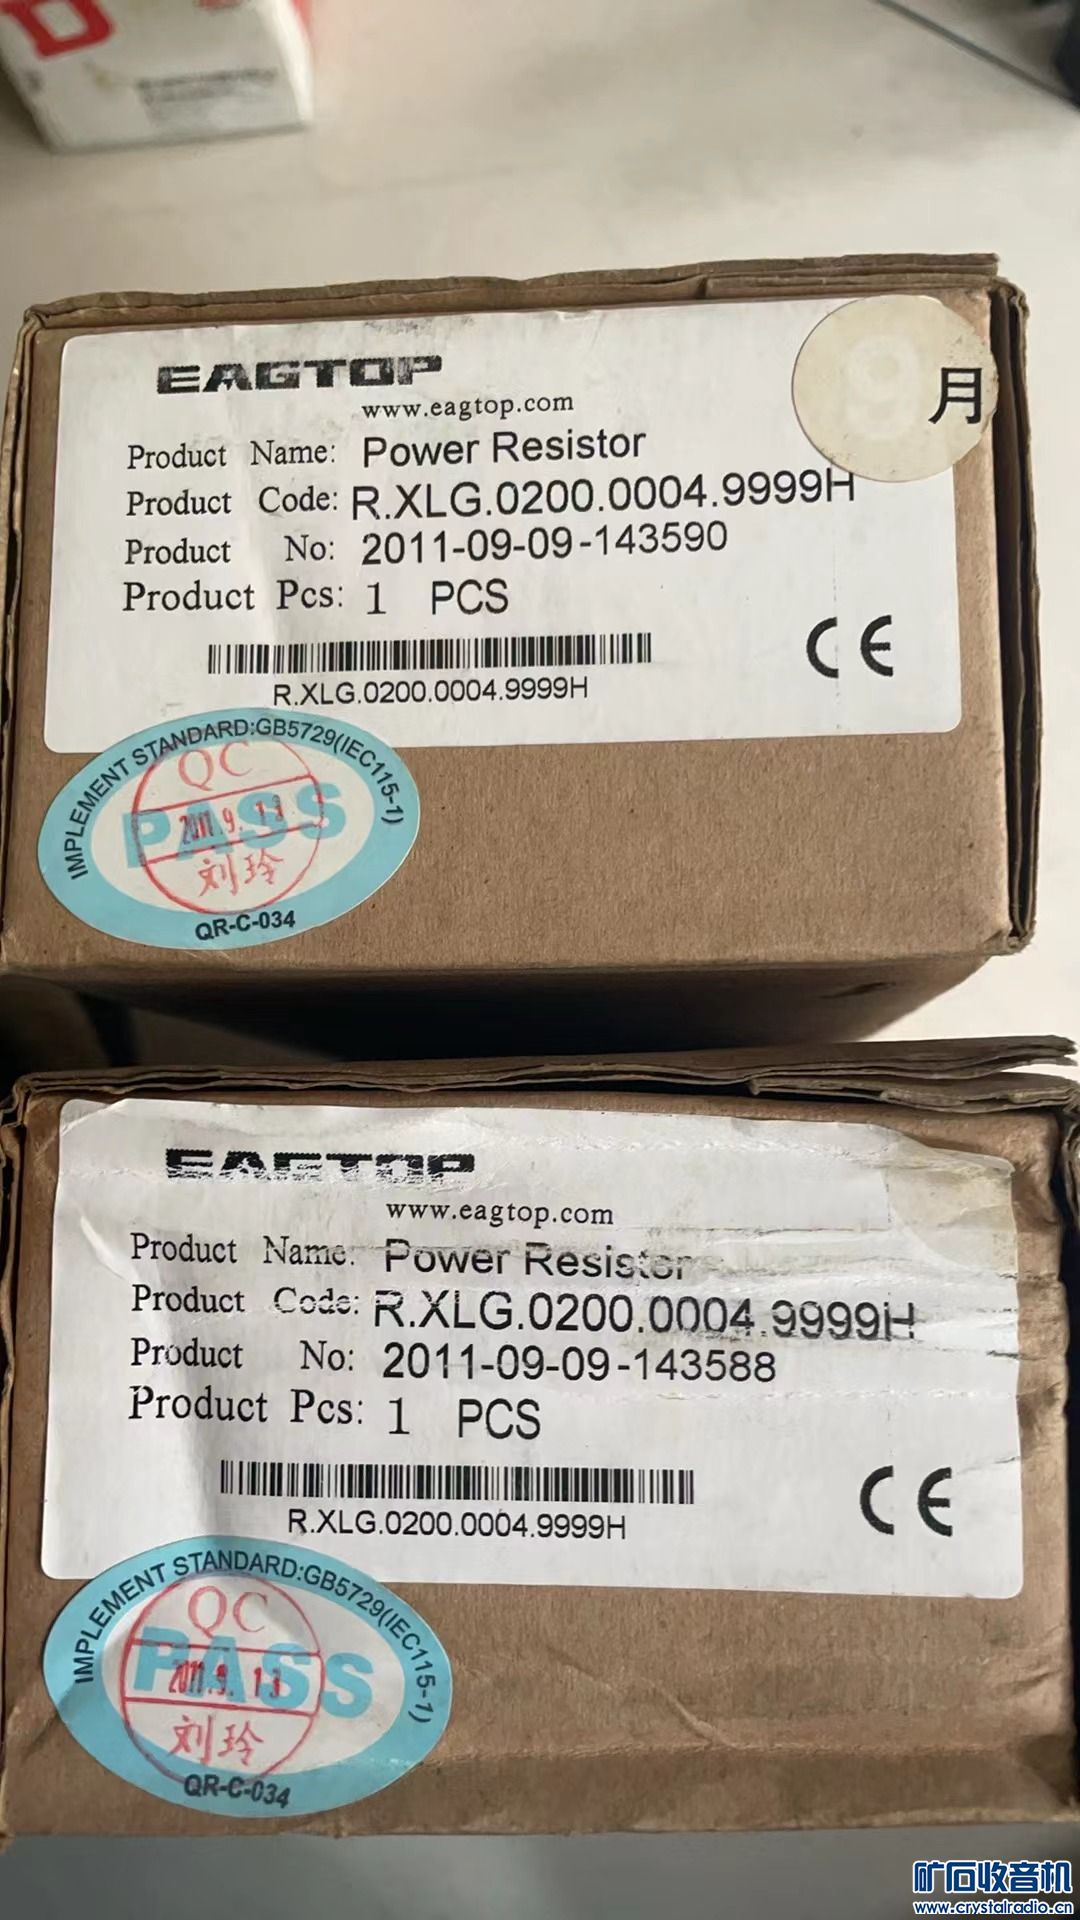 EAGTOP
www.eagtop.com
9月
Product Name: Power Resistor
Product Code: R.XLG.0200.0004.9999H
Product No: 2011-09-09-143590
Product Pcs: 1 PCS
CE
R.XLG.0200.0004.9999H
IMPLEMENT STANDARD:GB5729(IEC115-1)
QC
PASS
2011.9.13
刘玲
QR-C-034
EAGTOP
www.eagtop.com
Product Name: Power Resistor
Product Code: R.XLG.0200.0004.9999H
Product No: 2011-09-09-143588
Product Pcs: 1 PCS
CE
R.XLG.0200.0004.9999H
IMPLEMENT STANDARD:GB5729(IEC115-1)
QC
PASS
2011.9.13
刘玲
QR-C-034
矿石收音机
www.crystalradio.cn